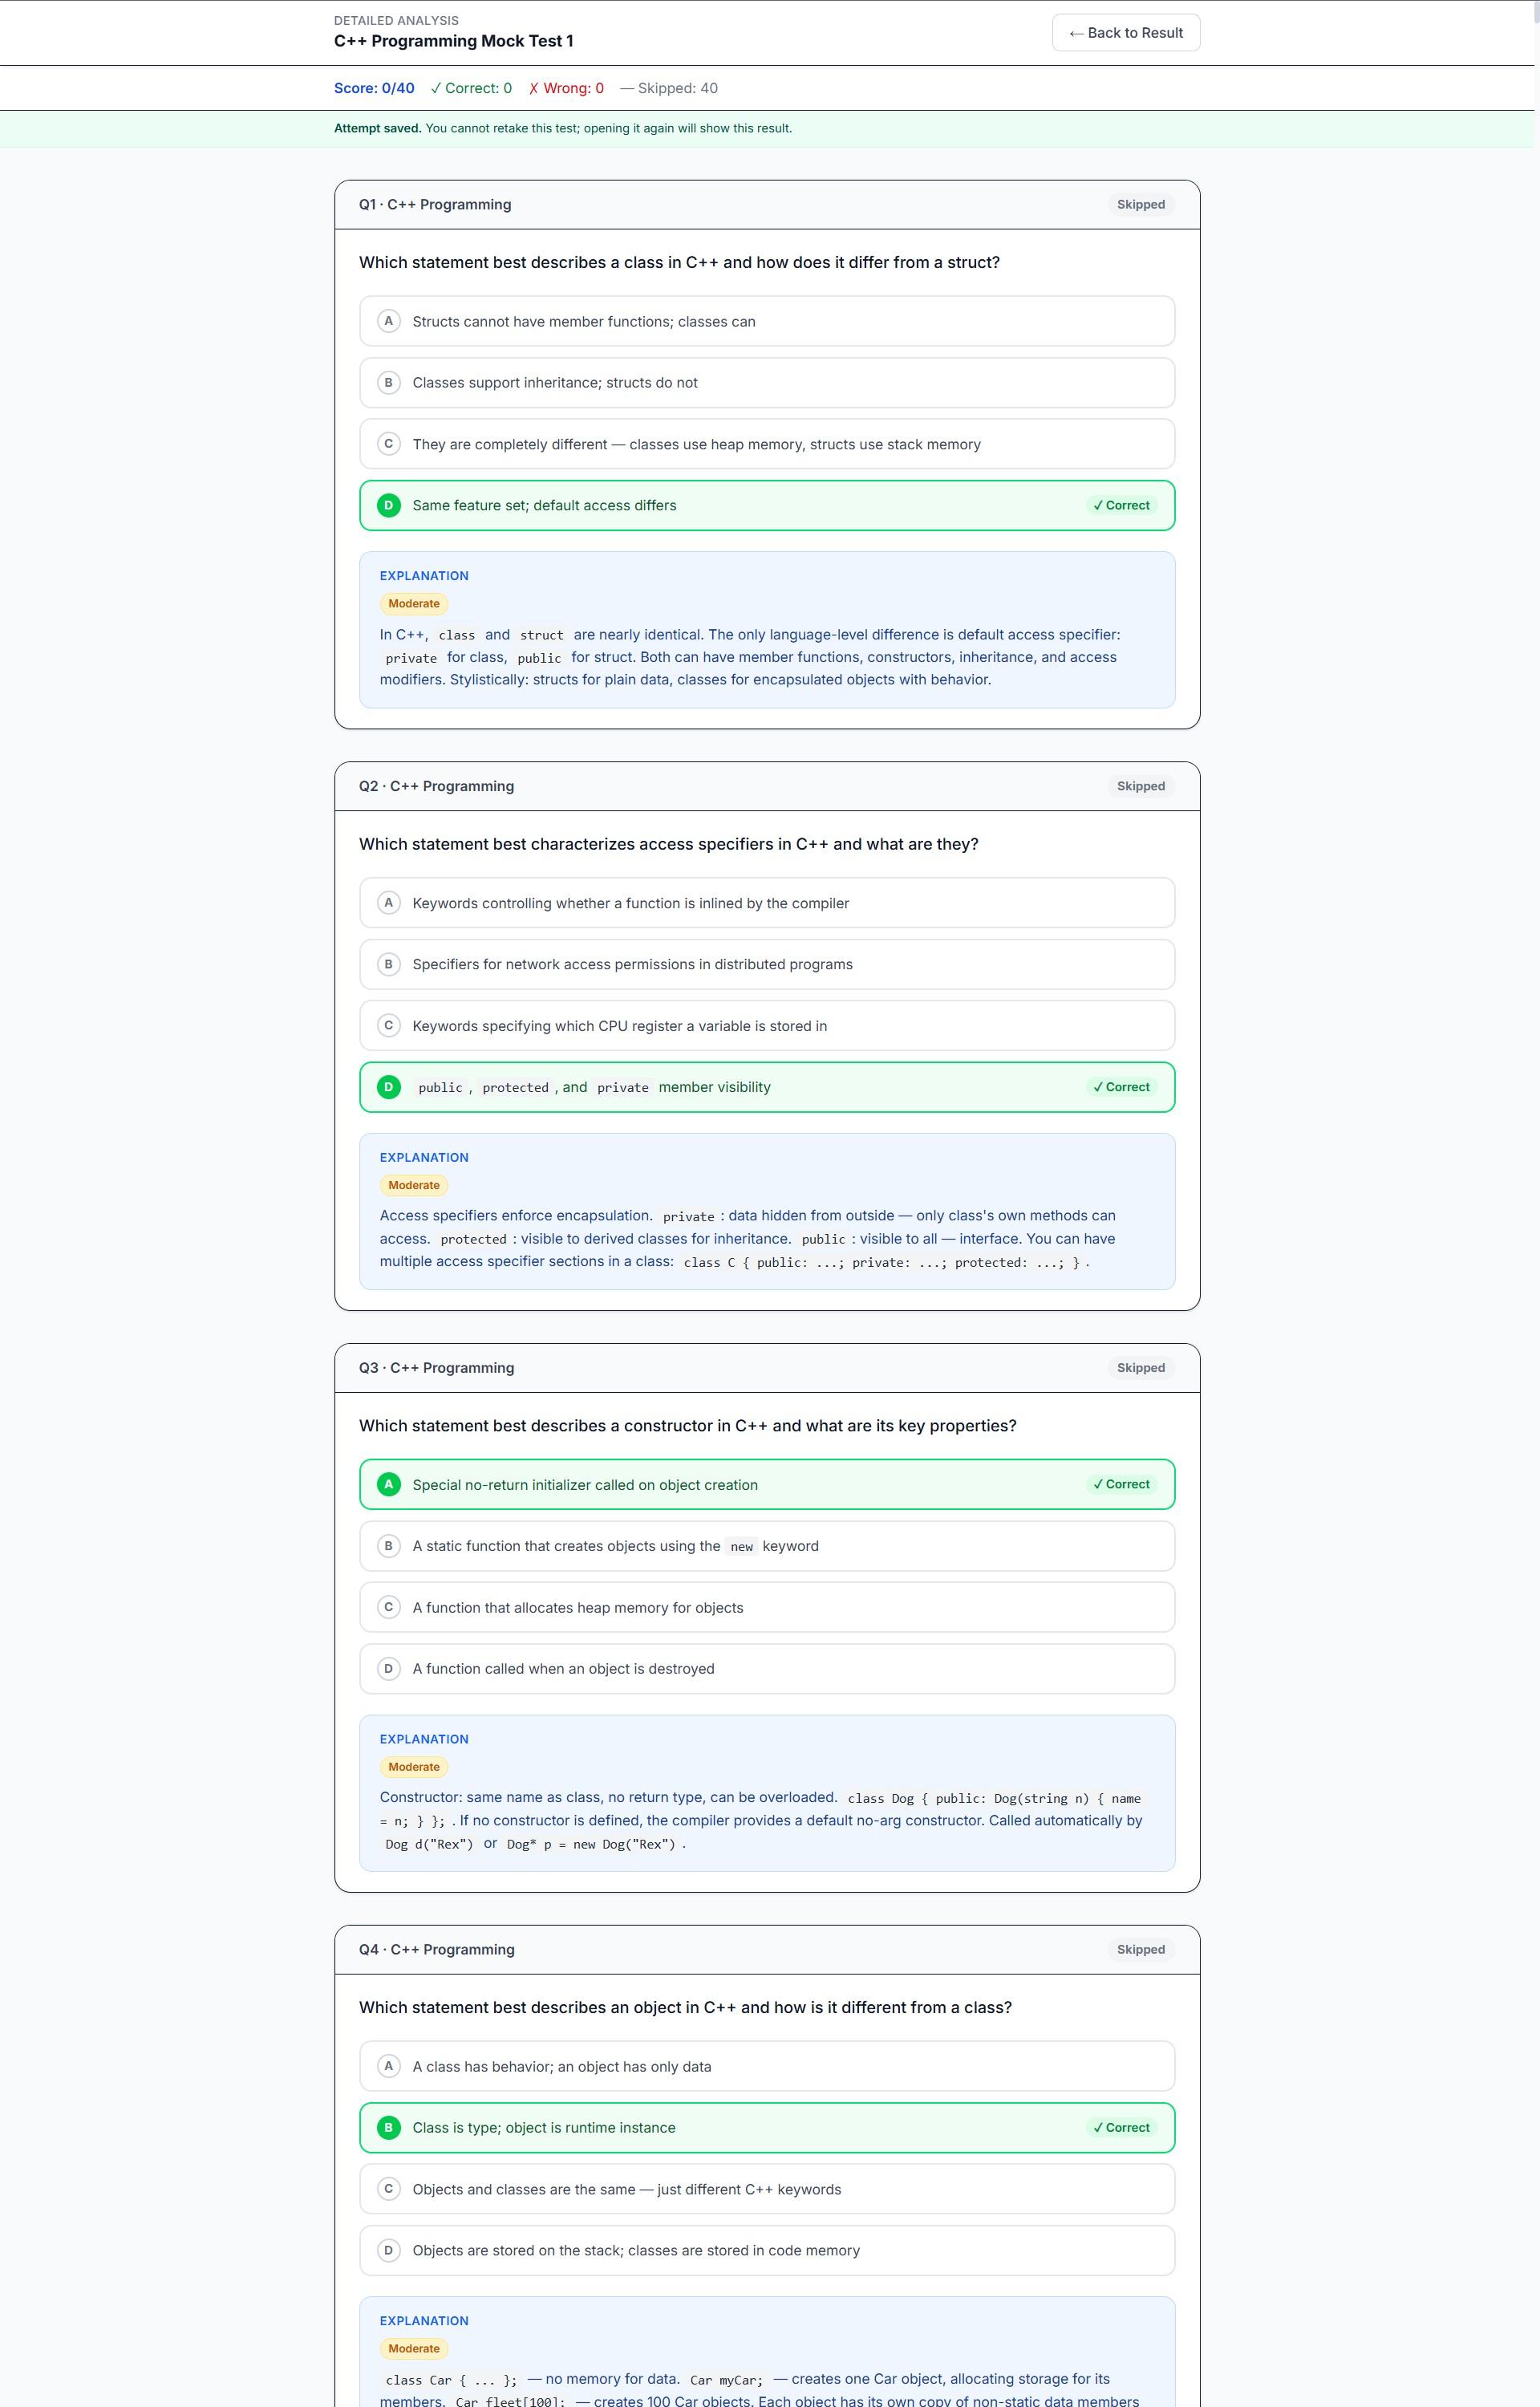 DETAILED ANALYSIS
C++ Programming Mock Test 1
← Back to Result
Score: 0/40 ✓ Correct: 0 ✗ Wrong: 0 — Skipped: 40
Attempt saved. You cannot retake this test; opening it again will show this result.
Q1 · C++ Programming Skipped
Which statement best describes a class in C++ and how does it differ from a struct?
A Structs cannot have member functions; classes can
B Classes support inheritance; structs do not
C They are completely different — classes use heap memory, structs use stack memory
D Same feature set; default access differs ✓ Correct
EXPLANATION
Moderate
In C++, class and struct are nearly identical. The only language-level difference is default access specifier:
private for class, public for struct. Both can have member functions, constructors, inheritance, and access
modifiers. Stylistically: structs for plain data, classes for encapsulated objects with behavior.
Q2 · C++ Programming Skipped
Which statement best characterizes access specifiers in C++ and what are they?
A Keywords controlling whether a function is inlined by the compiler
B Specifiers for network access permissions in distributed programs
C Keywords specifying which CPU register a variable is stored in
D public, protected, and private member visibility ✓ Correct
EXPLANATION
Moderate
Access specifiers enforce encapsulation. private: data hidden from outside — only class's own methods can
access. protected: visible to derived classes for inheritance. public: visible to all — interface. You can have
multiple access specifier sections in a class: class C { public: ...; private: ...; protected: ...; }.
Q3 · C++ Programming Skipped
Which statement best describes a constructor in C++ and what are its key properties?
A Special no-return initializer called on object creation ✓ Correct
B A static function that creates objects using the new keyword
C A function that allocates heap memory for objects
D A function called when an object is destroyed
EXPLANATION
Moderate
Constructor: same name as class, no return type, can be overloaded. class Dog { public: Dog(string n) { name
= n; } };. If no constructor is defined, the compiler provides a default no-arg constructor. Called automatically by
Dog d("Rex") or Dog* p = new Dog("Rex").
Q4 · C++ Programming Skipped
Which statement best describes an object in C++ and how is it different from a class?
A A class has behavior; an object has only data
B Class is type; object is runtime instance ✓ Correct
C Objects and classes are the same — just different C++ keywords
D Objects are stored on the stack; classes are stored in code memory
EXPLANATION
Moderate
class Car { ... }; — no memory for data. Car myCar; — creates one Car object, allocating storage for its
members. Car fleet[100]; — creates 100 Car objects. Each object has its own copy of non-static data members